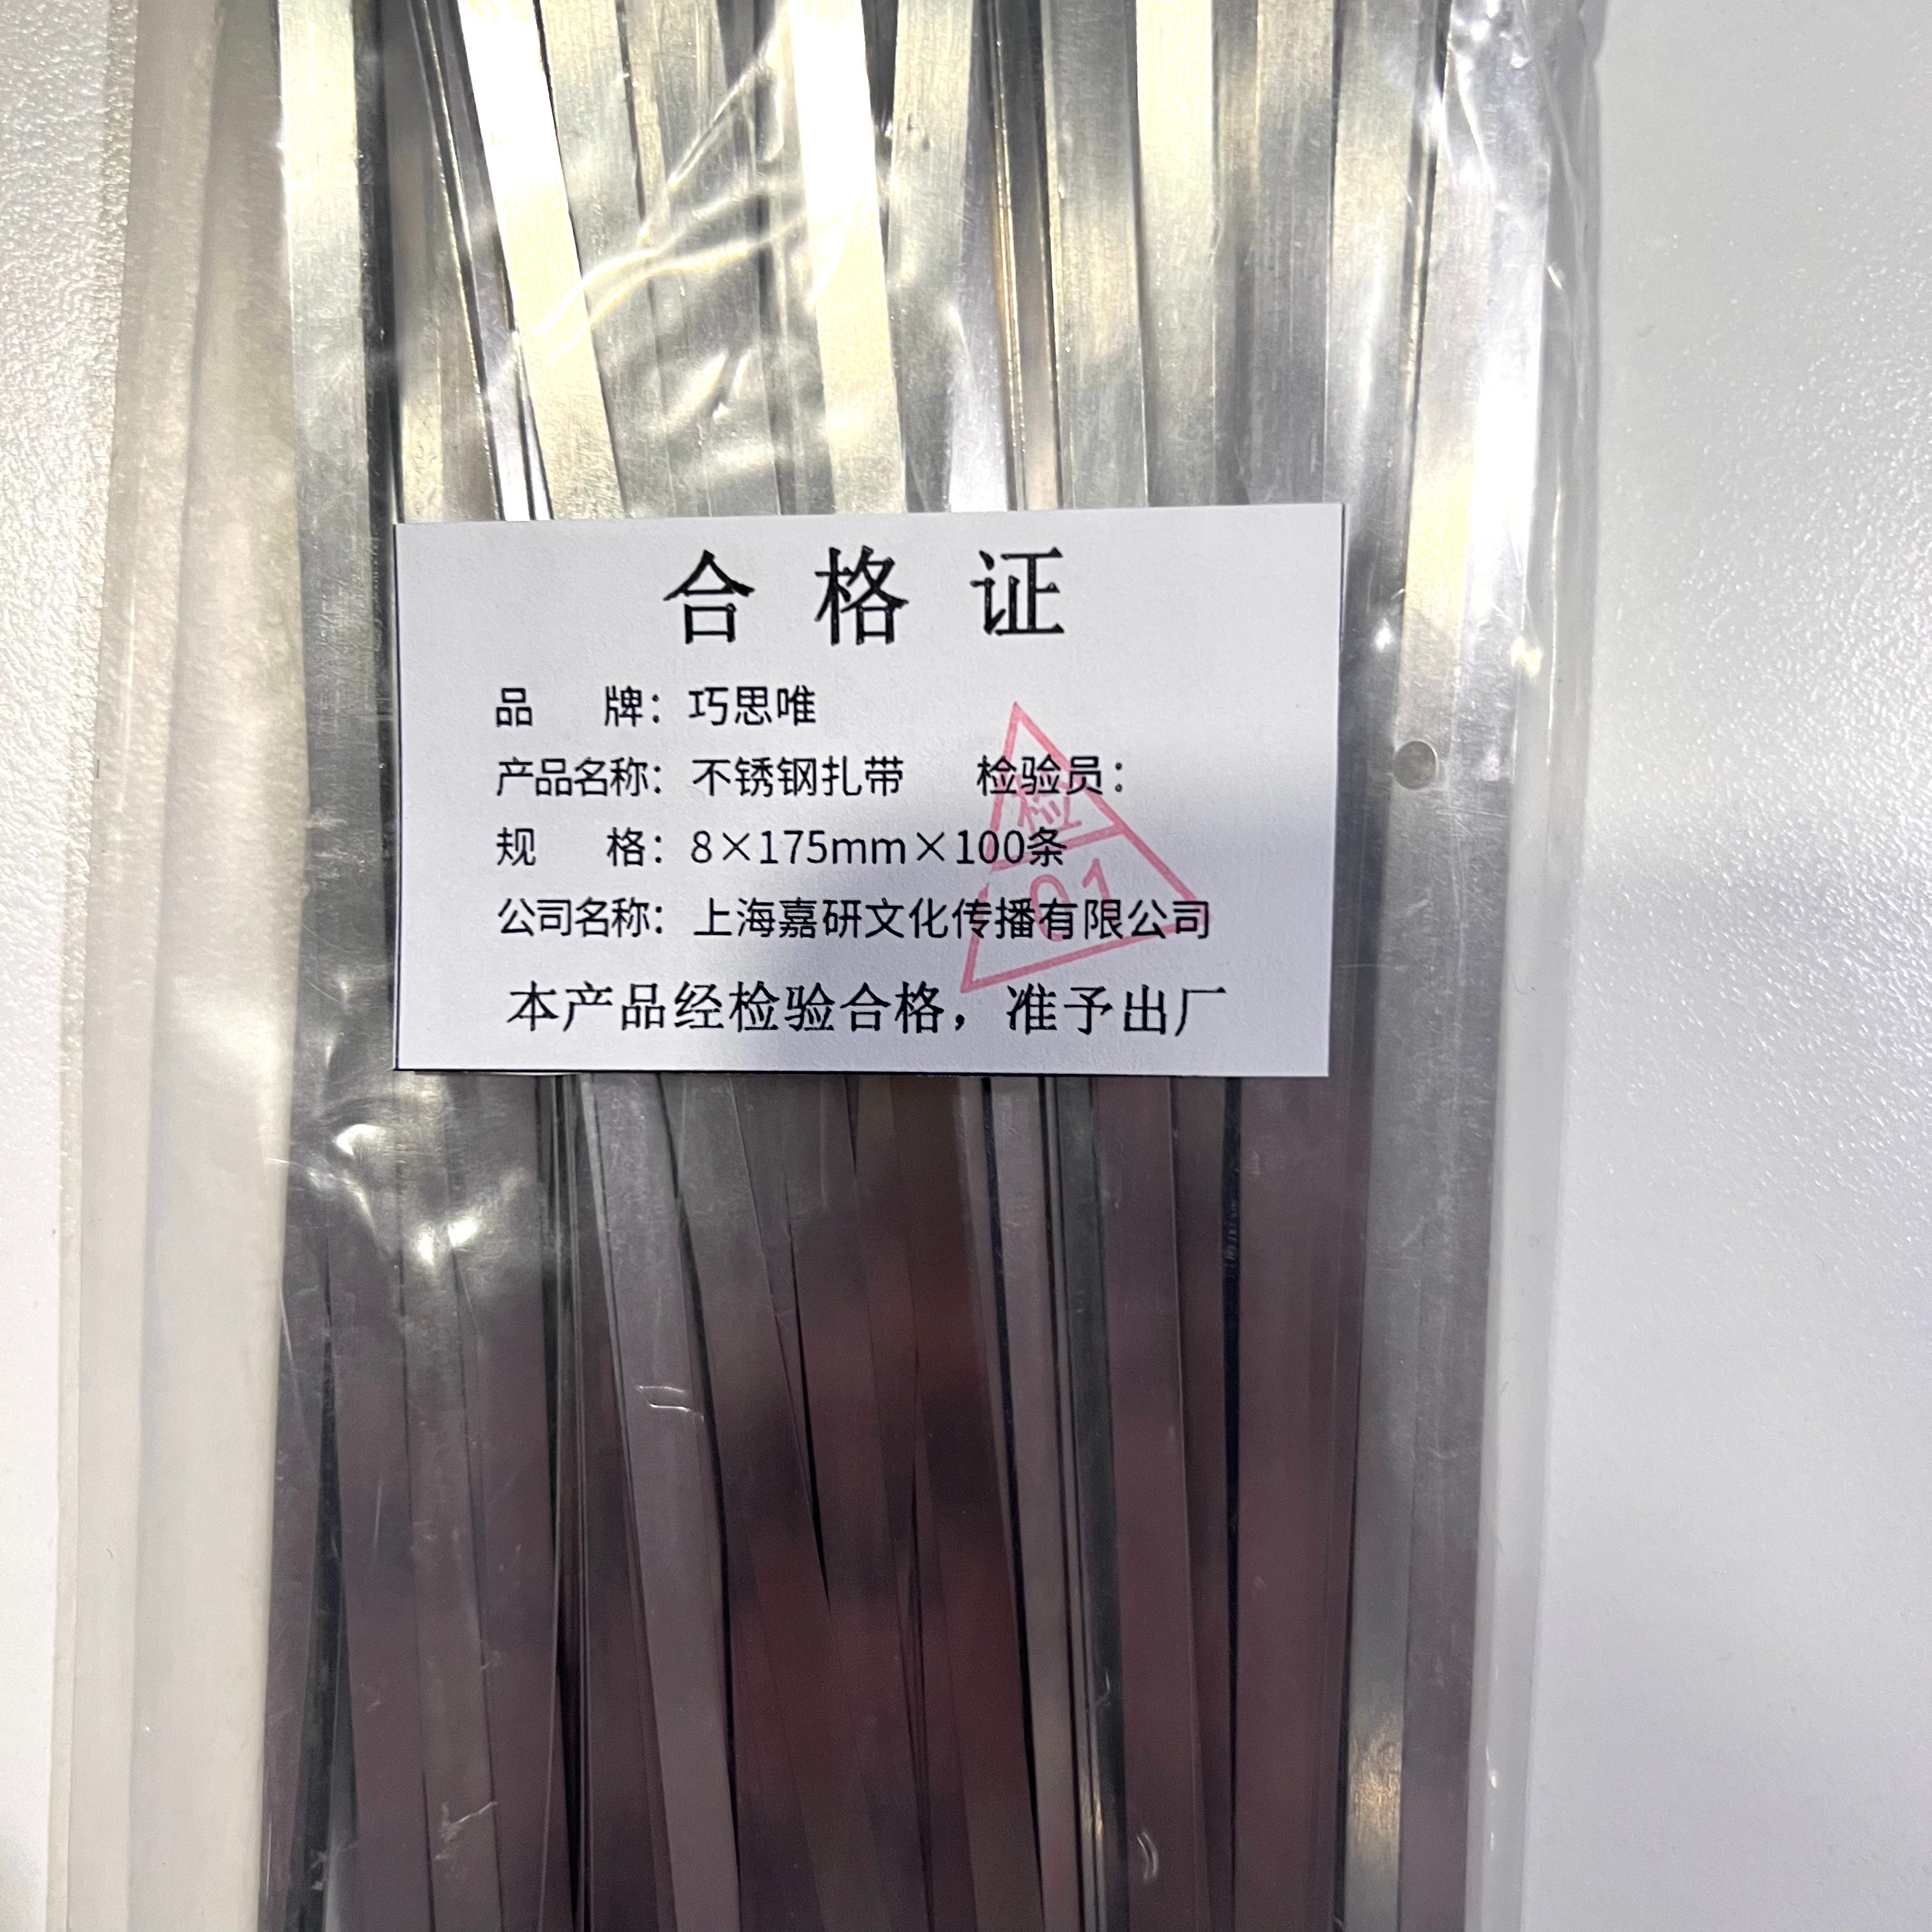 合格证
品 牌：巧思唯
产品名称：不锈钢扎带 检验员：
检
规 格：8×175mm×100条
01
公司名称：上海嘉研文化传播有限公司
本产品经检验合格，准予出厂